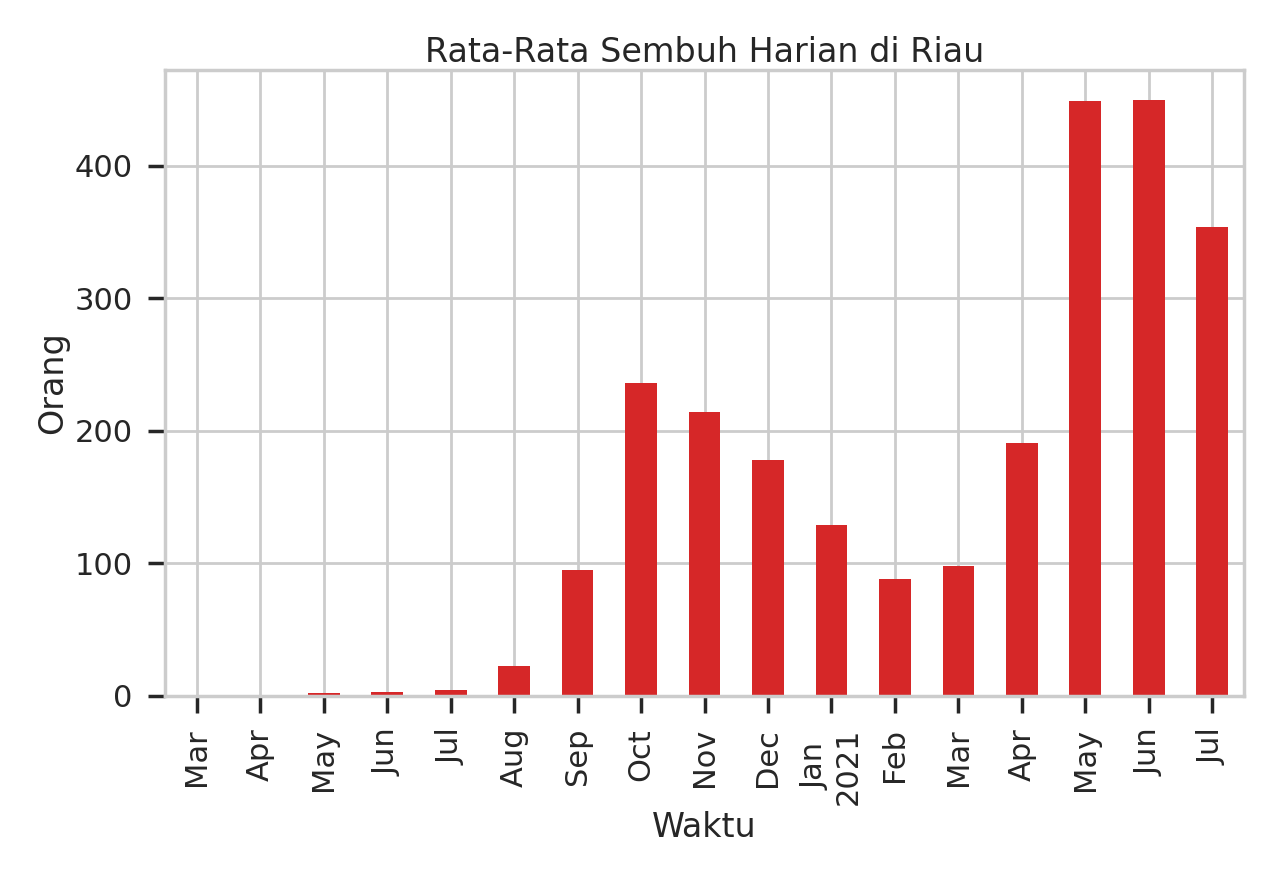 Rata-Rata Sembuh Harian di Riau
Orang
400
300
200
100
0
Mar
Apr
May
Jun
Jul
Aug
Sep
Oct
Nov
Dec
Jan
2021
Feb
Mar
Apr
May
Jun
Jul
Waktu